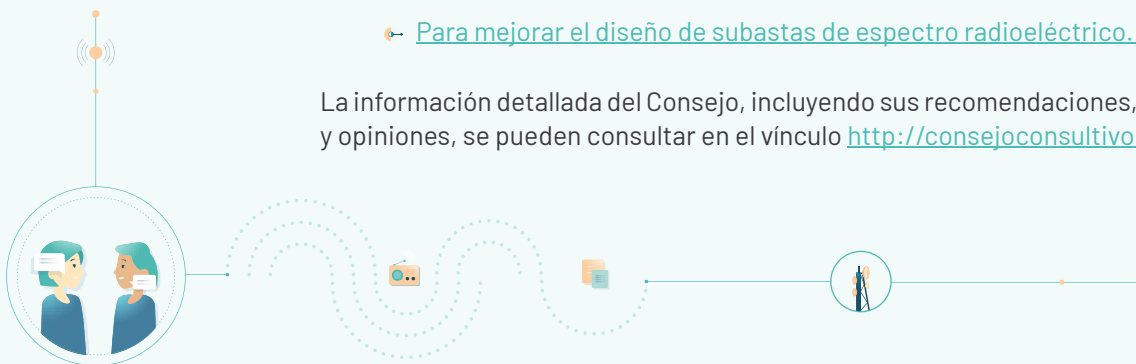 Para mejorar el diseño de subastas de espectro radioeléctrico.
La información detallada del Consejo, incluyendo sus recomendaciones,
y opiniones, se pueden consultar en el vínculo http://consejoconsultivo